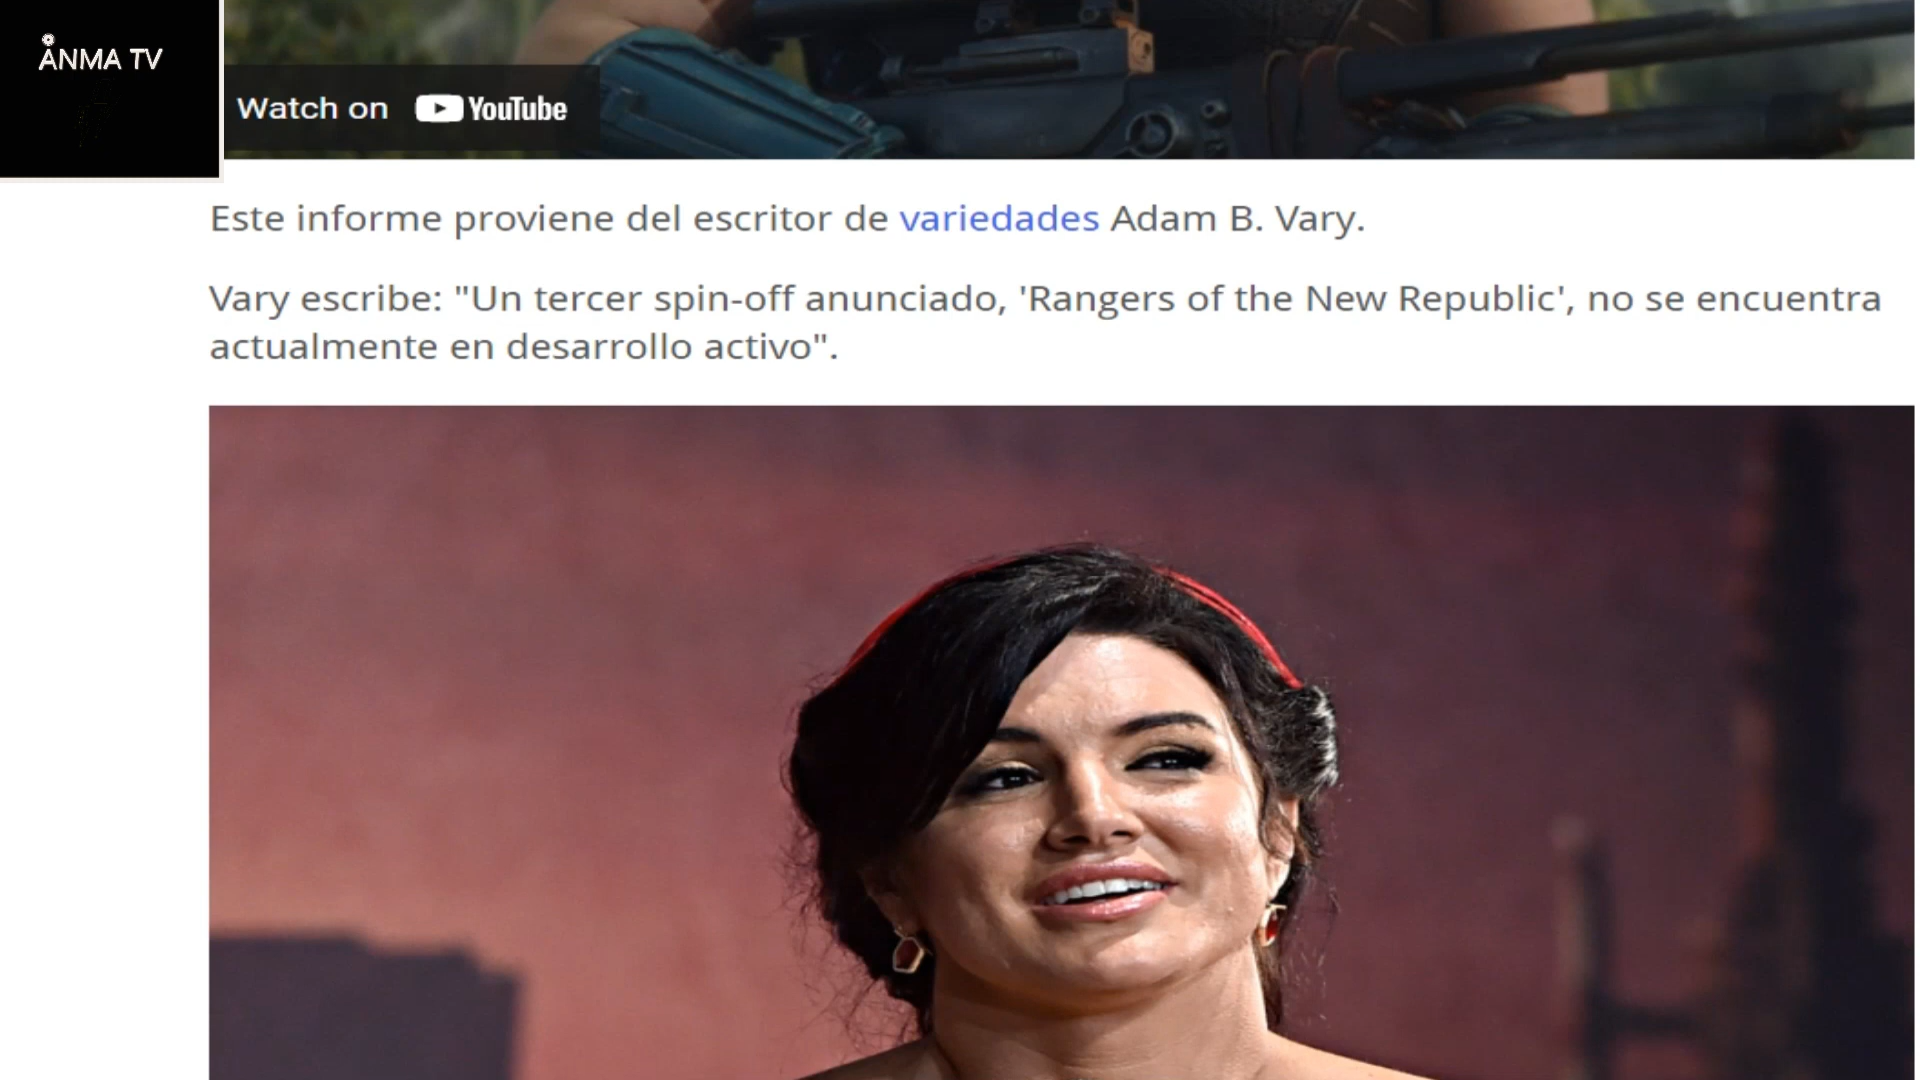 ÅNMA TV
Watch on YouTube
Este informe proviene del escritor de variedades Adam B. Vary.
Vary escribe: "Un tercer spin-off anunciado, 'Rangers of the New Republic', no se encuentra
actualmente en desarrollo activo".